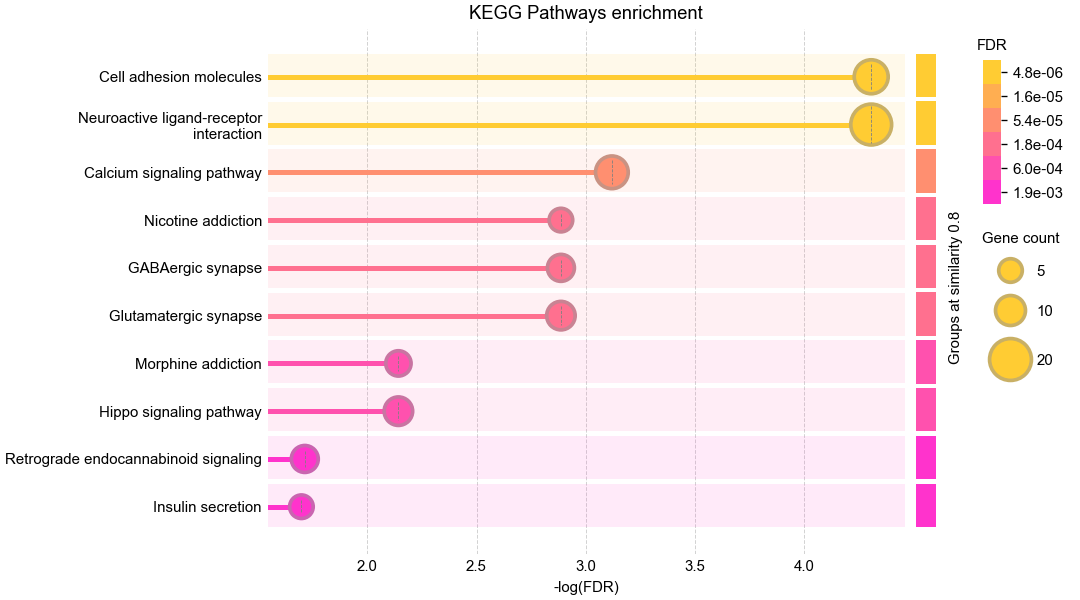 KEGG Pathways enrichment
Cell adhesion molecules
Neuroactive ligand-receptor
interaction
Calcium signaling pathway
Nicotine addiction
GABAergic synapse
Glutamatergic synapse
Morphine addiction
Hippo signaling pathway
Retrograde endocannabinoid signaling
Insulin secretion
2.0 2.5 3.0 3.5 4.0
-log(FDR)
Groups at similarity 0.8
FDR
4.8e-06
1.6e-05
5.4e-05
1.8e-04
6.0e-04
1.9e-03
Gene count
5
10
20